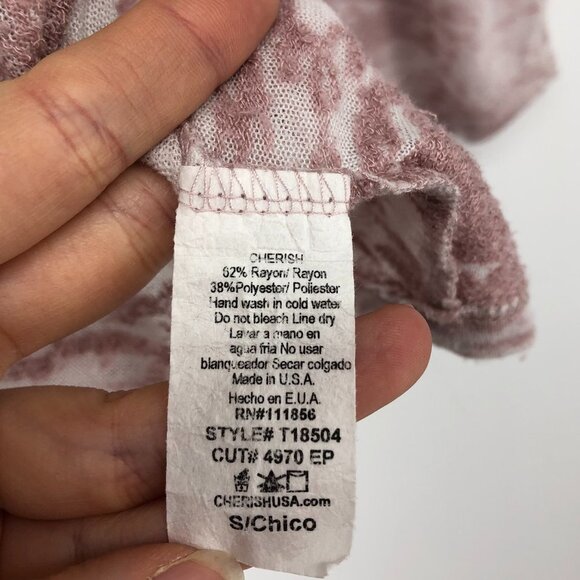 CHERISH
62% Rayon/ Rayon
38%Polyester/ Poliester
Hand wash in cold water
Do not bleach Line dry
Lavar a mano en
agua fria No usar
blanqueador Secar colgado
Made in U.S.A.
Hecho en E.U.A.
RN#111856
STYLE# T18504
CUT# 4970 EP
CHERISHUSA.com
S/Chico